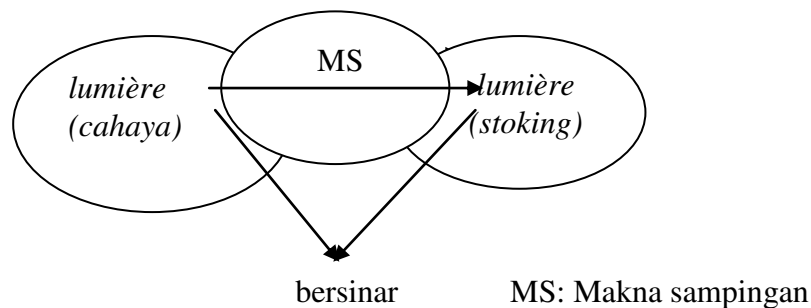 MS
lumière
(cahaya)
lumière
(stoking)
bersinar
MS: Makna sampingan